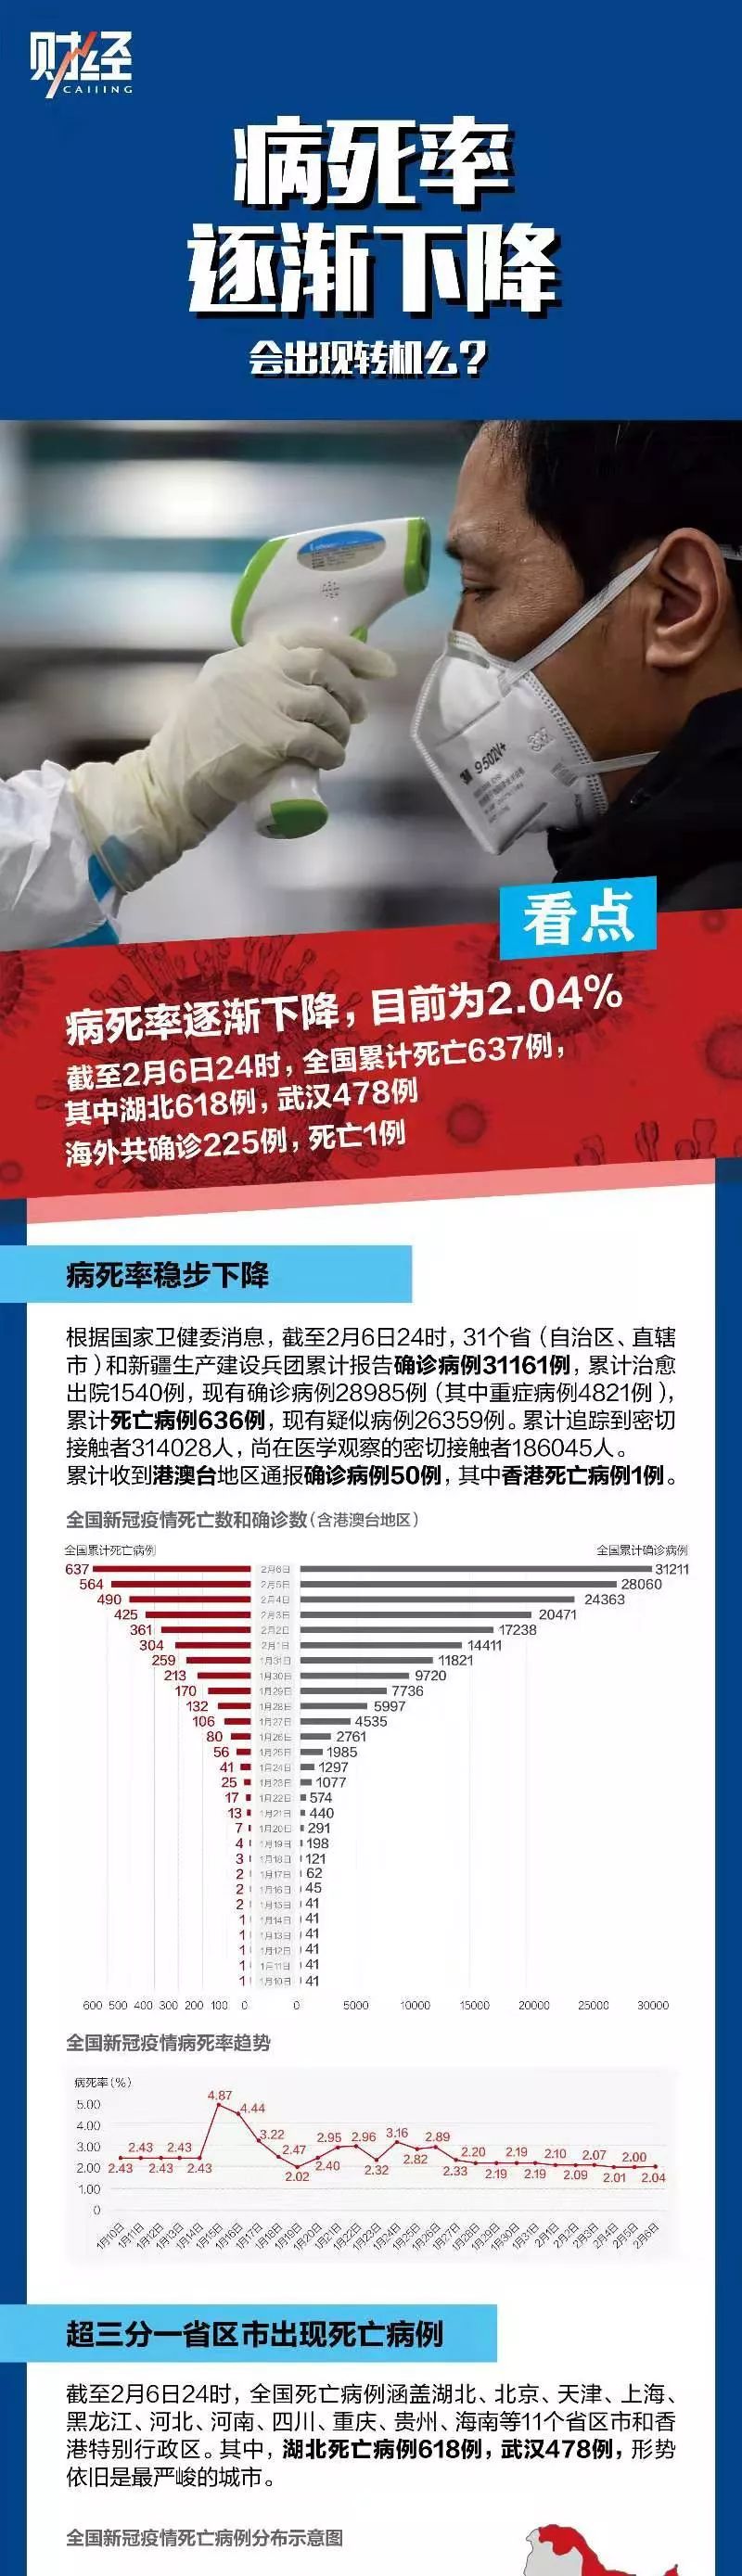 财经
CAIJING
病死率
逐渐下降
会出现转机么？
3M 9502V+
看点
病死率逐渐下降，目前为2.04%
截至2月6日24时，全国累计死亡637例，
其中湖北618例，武汉478例
海外共确诊225例，死亡1例
病死率稳步下降
根据国家卫健委消息，截至2月6日24时，31个省（自治区、直辖
市）和新疆生产建设兵团累计报告确诊病例31161例，累计治愈
出院1540例，现有确诊病例28985例（其中重症病例4821例），
累计死亡病例636例，现有疑似病例26359例。累计追踪到密切
接触者314028人，尚在医学观察的密切接触者186045人。
累计收到港澳台地区通报确诊病例50例，其中香港死亡病例1例。
全国新冠疫情死亡数和确诊数（含港澳台地区）
全国累计死亡病例 全国累计确诊病例
637 2月6日 31211
564 2月5日 28060
490 2月4日 24363
425 2月3日 20471
361 2月2日 17238
304 2月1日 14411
259 1月31日 11821
213 1月30日 9720
170 1月29日 7736
132 1月28日 5997
106 1月27日 4535
80 1月26日 2761
56 1月25日 1985
41 1月24日 1297
25 1月23日 1077
17 1月22日 574
13 1月21日 440
7 1月20日 291
4 1月19日 198
3 1月18日 121
2 1月17日 62
2 1月16日 45
2 1月15日 41
1 1月14日 41
1 1月13日 41
1 1月12日 41
1 1月11日 41
1 1月10日 41
600 500 400 300 200 100 0 0 5000 10000 15000 20000 25000 30000
全国新冠疫情病死率趋势
病死率（%）
5.00
4.00
3.00
2.00
1.00
0
2.43 2.43 2.43 2.43 2.43 4.87 4.44 3.22 2.47 2.02 2.40 2.95 2.96 2.32 3.16 2.82 2.89 2.33 2.20 2.19 2.19 2.19 2.10 2.09 2.07 2.01 2.00 2.04
1月10日 1月11日 1月12日 1月13日 1月14日 1月15日 1月16日 1月17日 1月18日 1月19日 1月20日 1月21日 1月22日 1月23日 1月24日 1月25日 1月26日 1月27日 1月28日 1月29日 1月30日 1月31日 2月1日 2月2日 2月3日 2月4日 2月5日 2月6日
超三分一省区市出现死亡病例
截至2月6日24时，全国死亡病例涵盖湖北、北京、天津、上海、
黑龙江、河北、河南、四川、重庆、贵州、海南等11个省区市和香
港特别行政区。其中，湖北死亡病例618例，武汉478例，形势
依旧是最严峻的城市。
全国新冠疫情死亡病例分布示意图